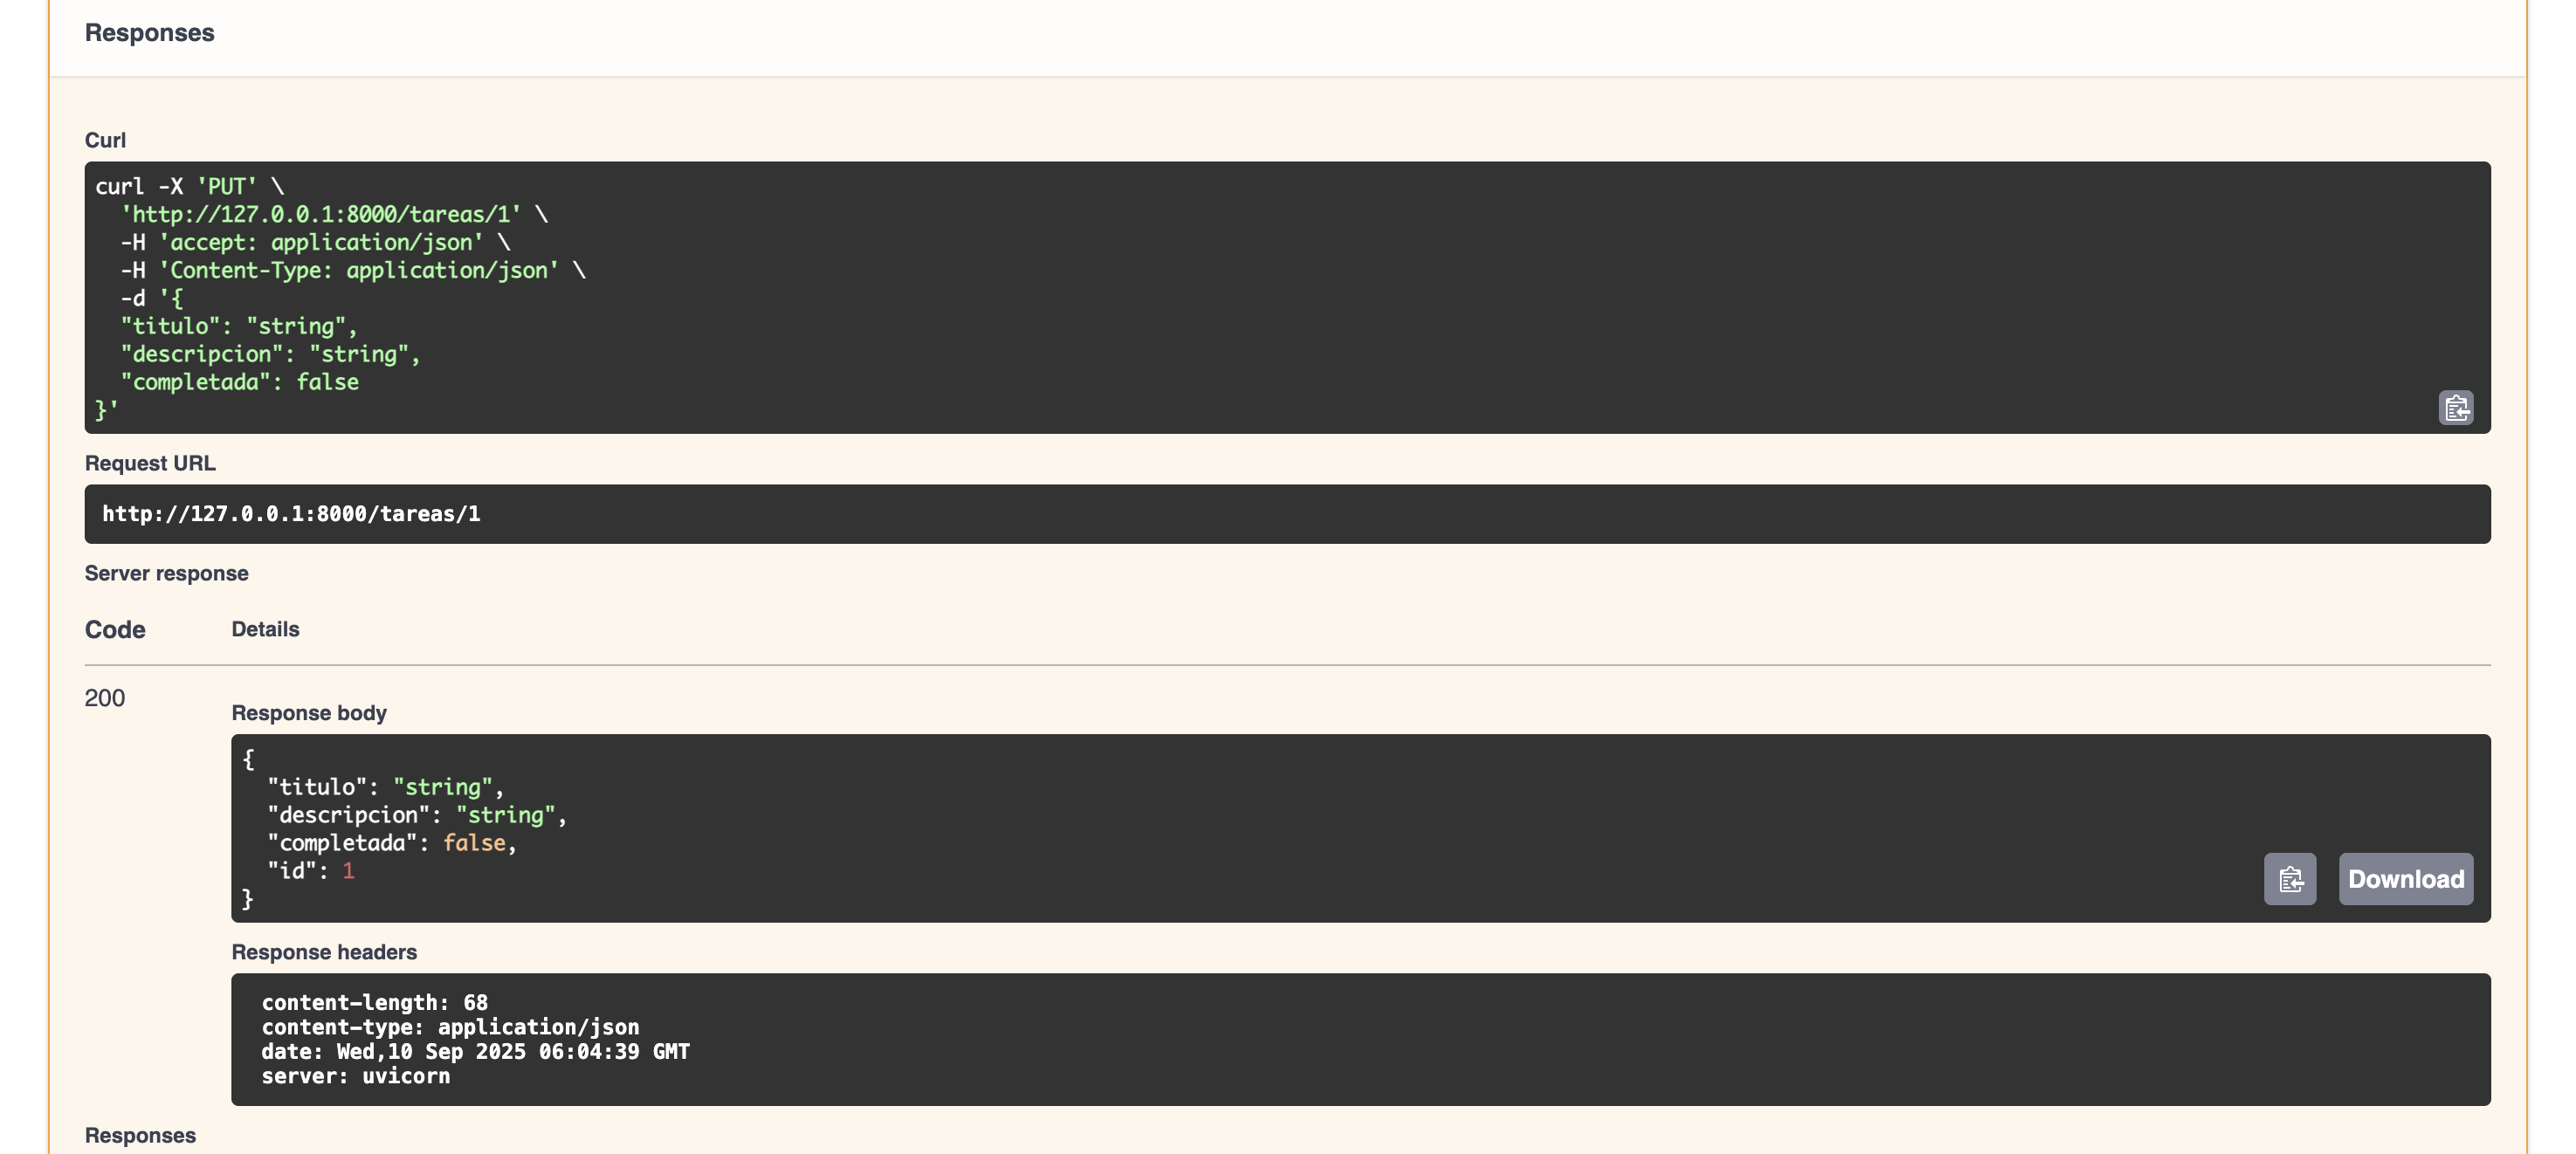 Responses
Curl
curl -X 'PUT' \
  'http://127.0.0.1:8000/tareas/1' \
  -H 'accept: application/json' \
  -H 'Content-Type: application/json' \
  -d '{
  "titulo": "string",
  "descripcion": "string",
  "completada": false
}'
Request URL
http://127.0.0.1:8000/tareas/1
Server response
Code Details
200
Response body
{
  "titulo": "string",
  "descripcion": "string",
  "completada": false,
  "id": 1
}
Download
Response headers
content-length: 68
content-type: application/json
date: Wed,10 Sep 2025 06:04:39 GMT
server: uvicorn
Responses